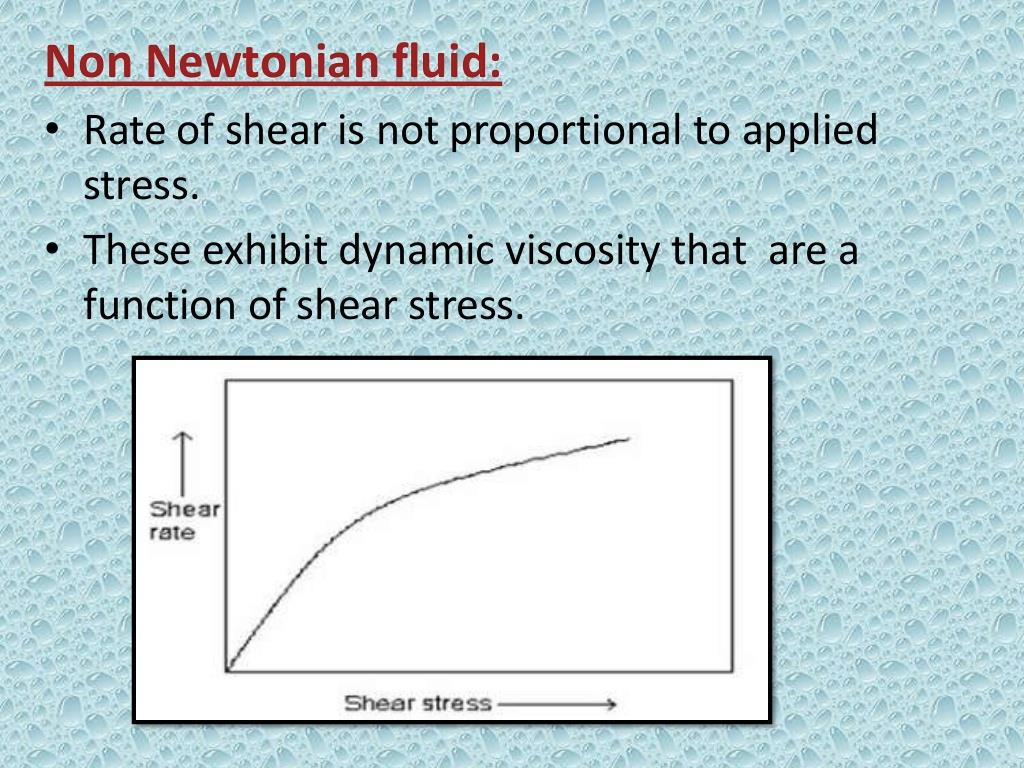 Non Newtonian fluid:
• Rate of shear is not proportional to applied
stress.
• These exhibit dynamic viscosity that  are a
function of shear stress.
Shear
rate
Shear stress